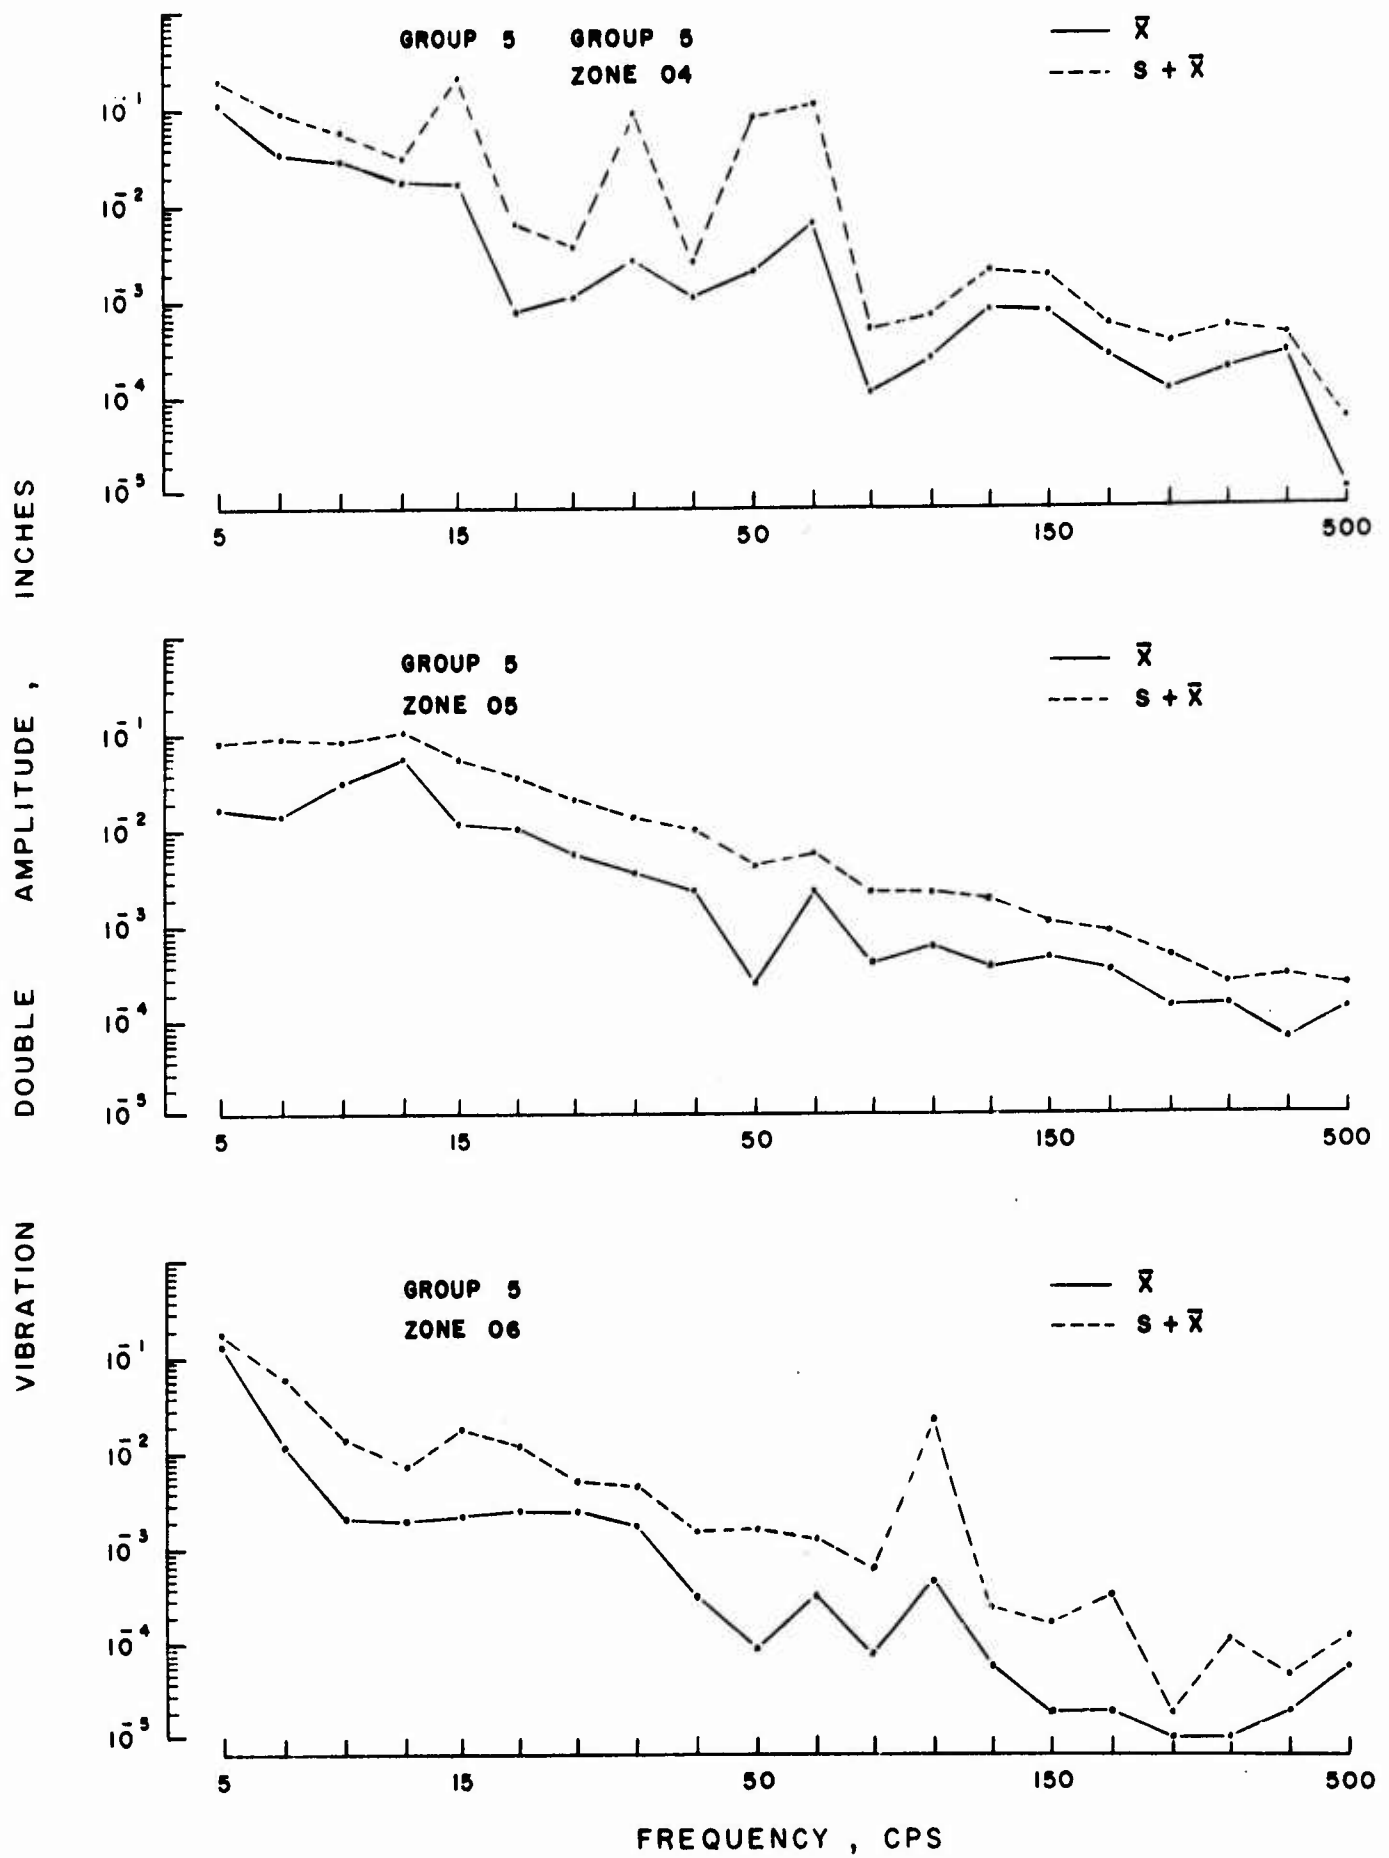 GROUP 5 GROUP 5
ZONE 04
X̄
S + X̄
10⁻¹
10⁻²
10⁻³
10⁻⁴
10⁻⁵
5 15 50 150 500
GROUP 5
ZONE 05
X̄
S + X̄
10⁻¹
10⁻²
10⁻³
10⁻⁴
10⁻⁵
5 15 50 150 500
GROUP 5
ZONE 06
X̄
S + X̄
10⁻¹
10⁻²
10⁻³
10⁻⁴
10⁻⁵
5 15 50 150 500
FREQUENCY , CPS
VIBRATION DOUBLE AMPLITUDE , INCHES